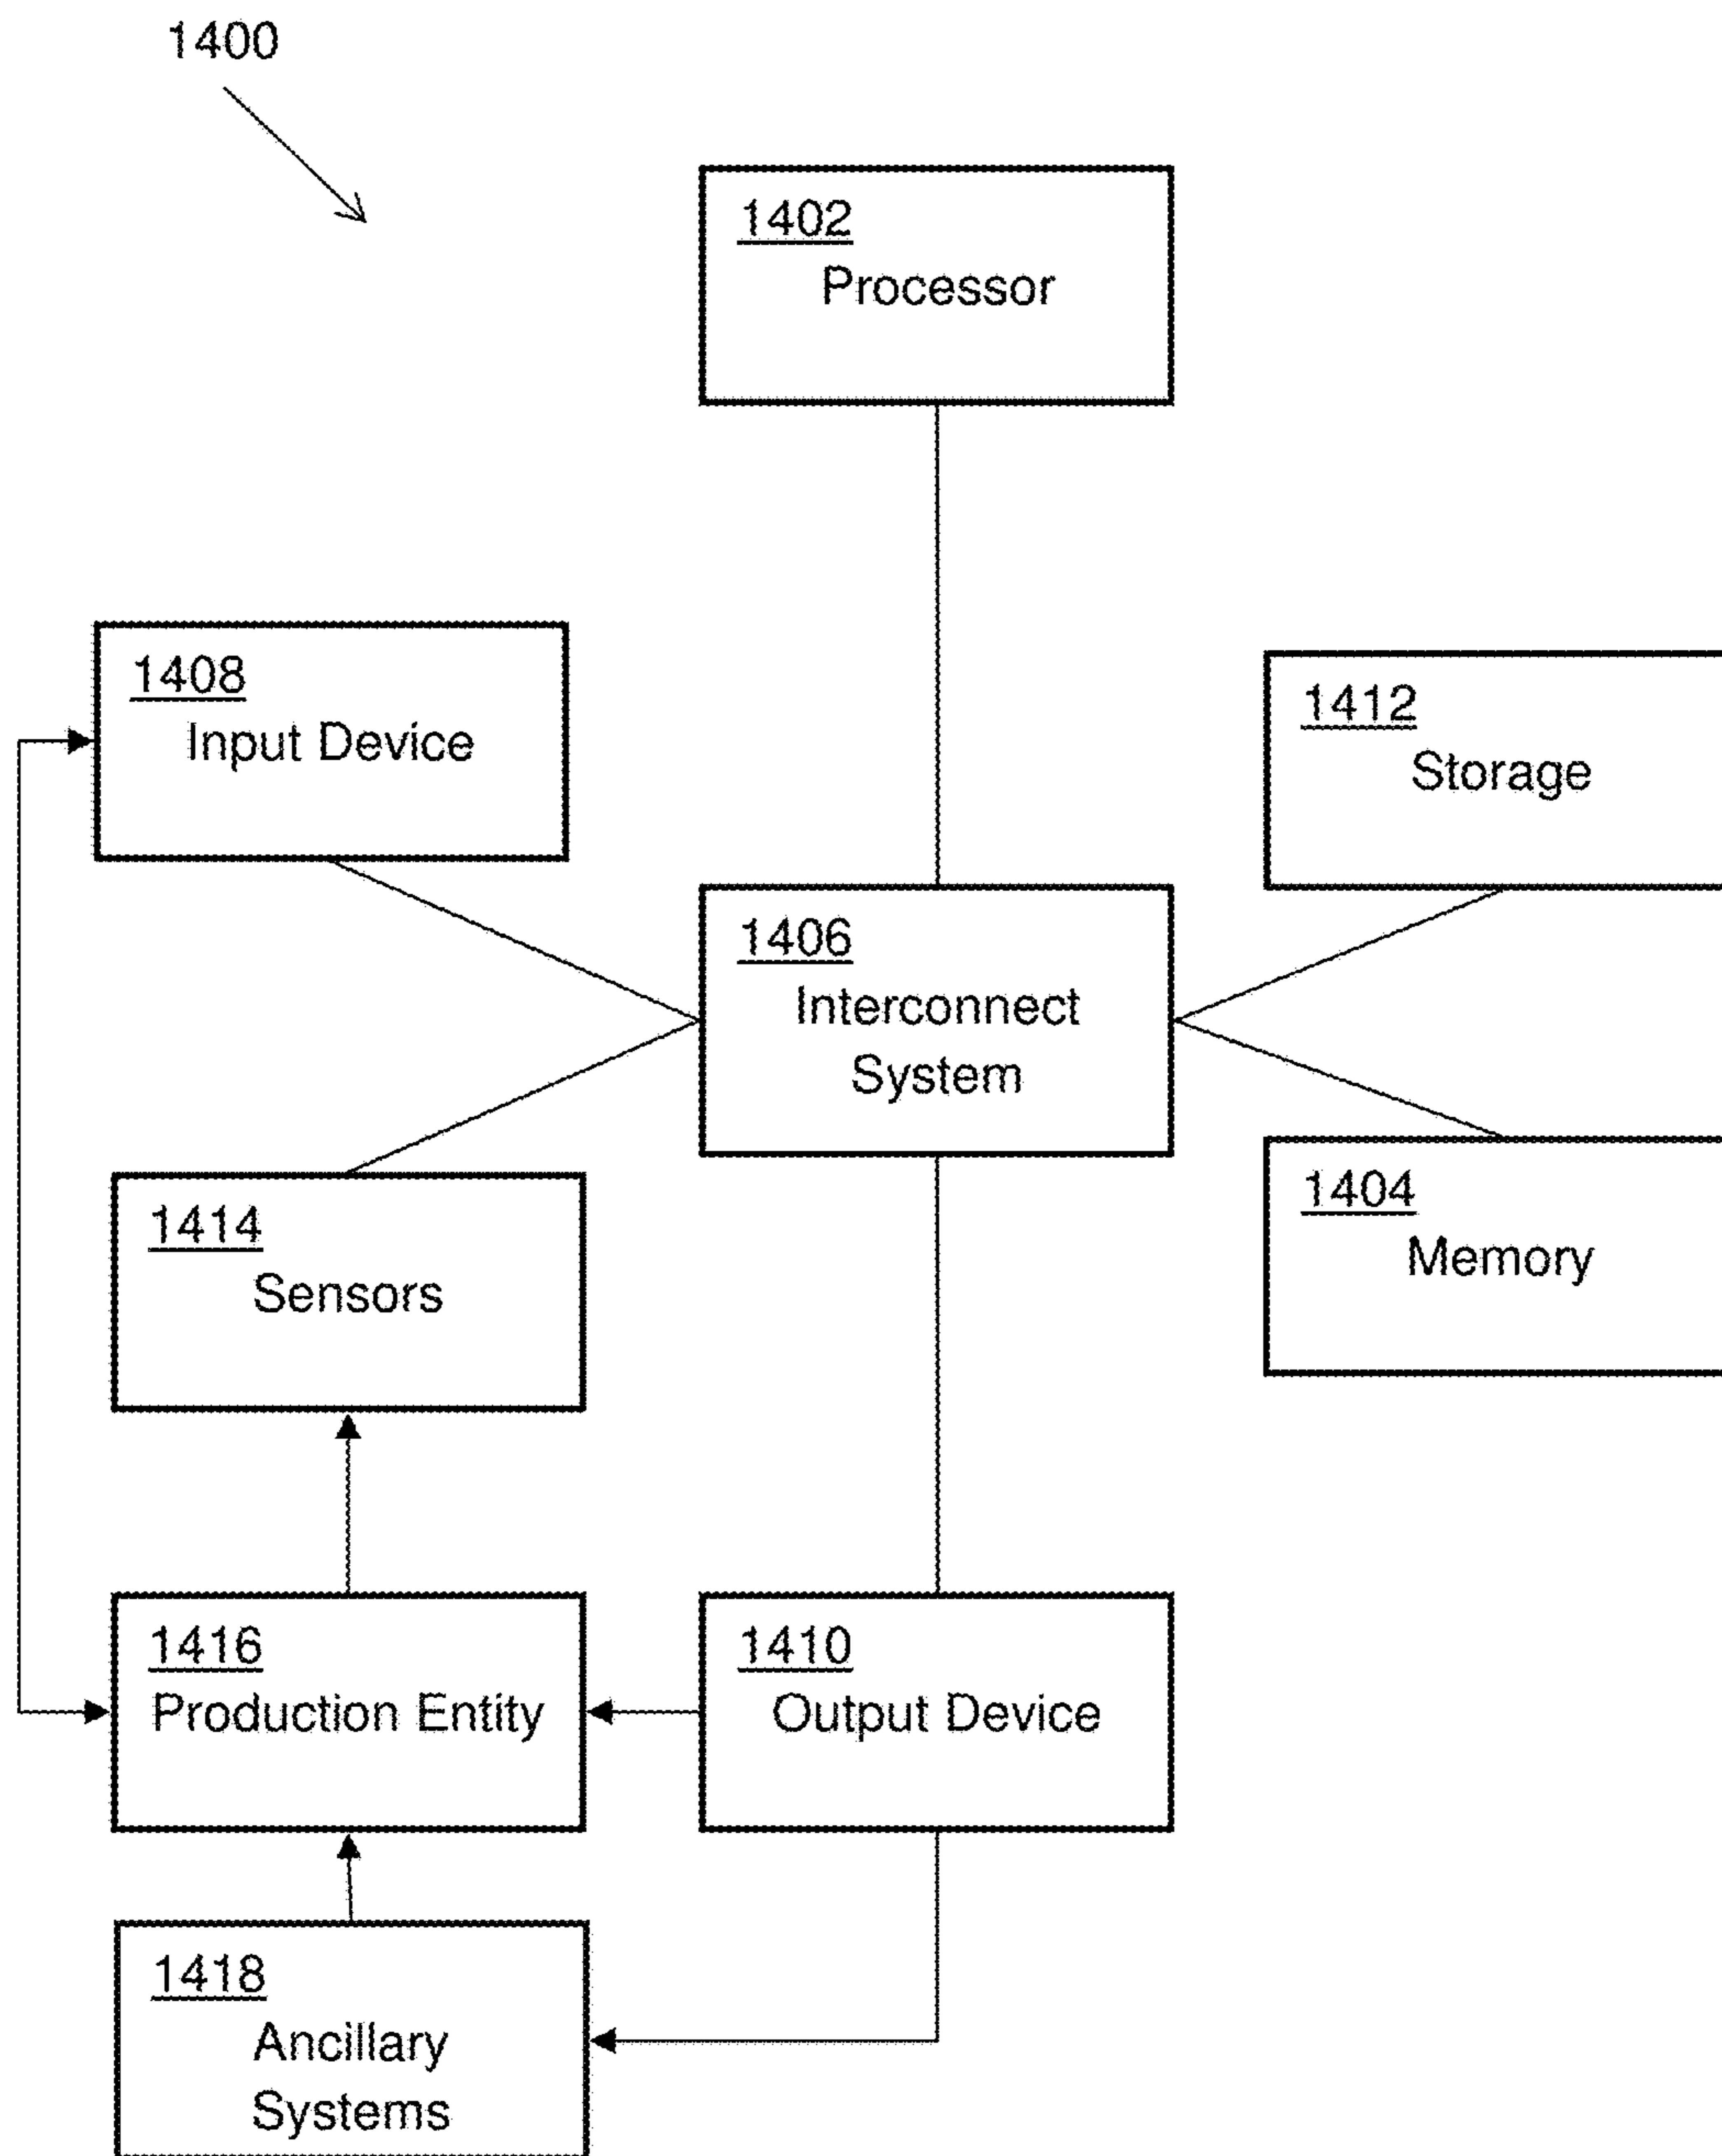 1400
1402
Processor
1408
Input Device
1412
Storage
1406
Interconnect
System
1414
Sensors
1404
Memory
1416
Production Entity
1410
Output Device
1418
Ancillary
Systems